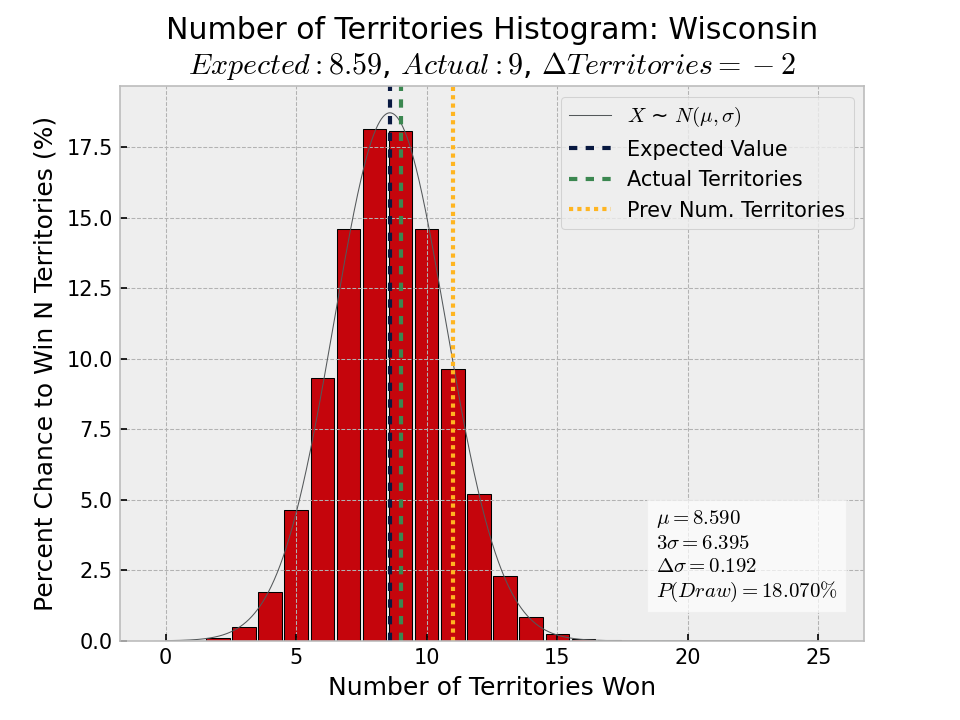 Number of Territories Histogram: Wisconsin
Expected : 8.59, Actual : 9, ΔTerritories = −2
Percent Chance to Win N Territories (%)
17.5
15.0
12.5
10.0
7.5
5.0
2.5
0.0
X ~ N(μ, σ)
Expected Value
Actual Territories
Prev Num. Territories
μ = 8.590
3σ = 6.395
Δσ = 0.192
P(Draw) = 18.070%
0 5 10 15 20 25
Number of Territories Won